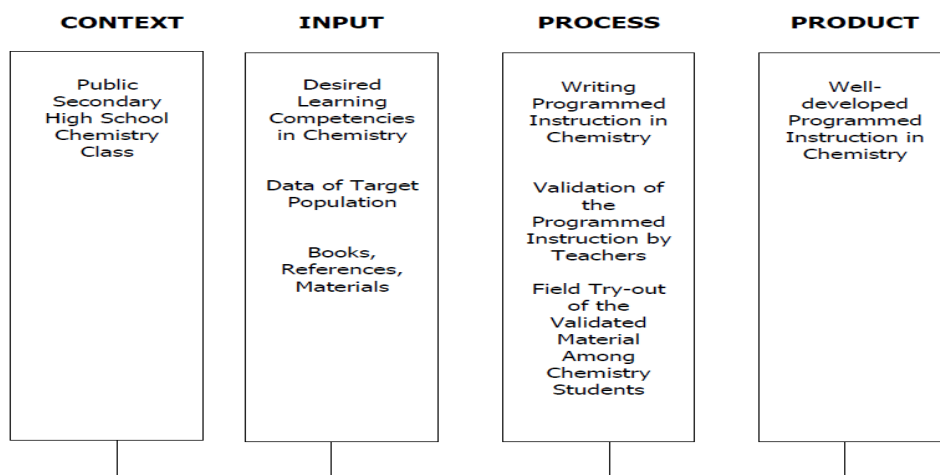 CONTEXT
INPUT
PROCESS
PRODUCT
Public
Secondary
High School
Chemistry
Class
Desired
Learning
Competencies
in Chemistry
Data of Target
Population
Books,
References,
Materials
Writing
Programmed
Instruction in
Chemistry
Validation of
the
Programmed
Instruction by
Teachers
Field Try-out
of the
Validated
Material
Among
Chemistry
Students
Well-
developed
Programmed
Instruction in
Chemistry